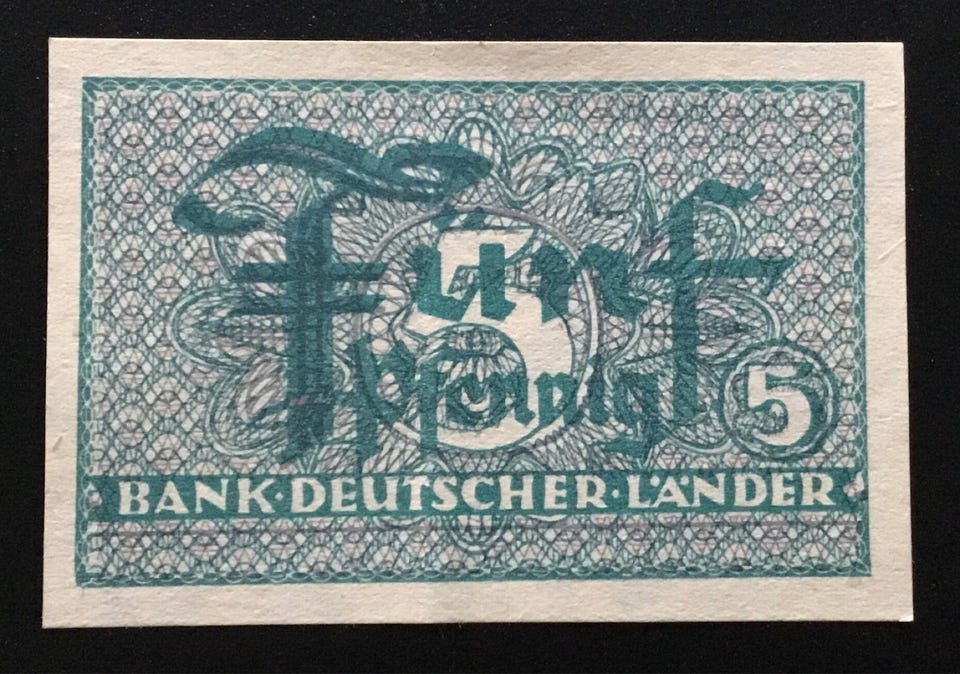 Fünf
5
Pfennig
5
BANK·DEUTSCHER·LÄNDER